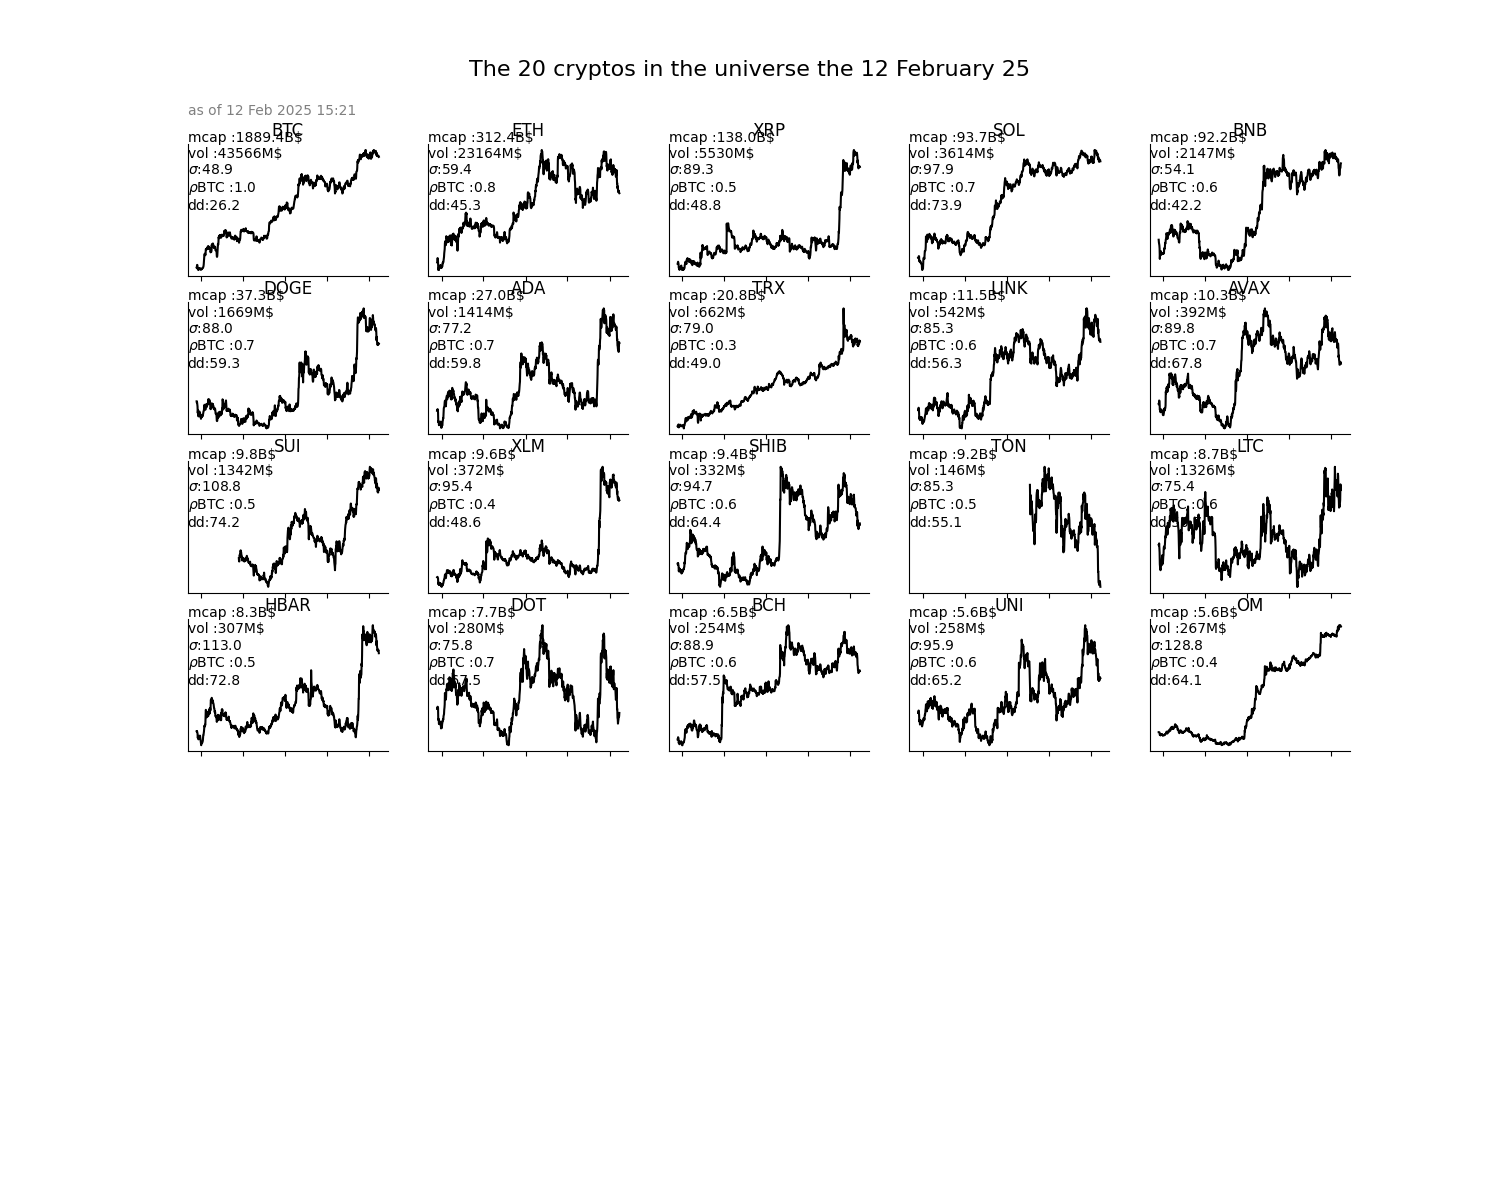 The 20 cryptos in the universe the 12 February 25
as of 12 Feb 2025 15:21
BTC
mcap :1889.4B$
vol :43566M$
σ:48.9
ρBTC :1.0
dd:26.2
ETH
mcap :312.4B$
vol :23164M$
σ:59.4
ρBTC :0.8
dd:45.3
XRP
mcap :138.0B$
vol :5530M$
σ:89.3
ρBTC :0.5
dd:48.8
SOL
mcap :93.7B$
vol :3614M$
σ:97.9
ρBTC :0.7
dd:73.9
BNB
mcap :92.2B$
vol :2147M$
σ:54.1
ρBTC :0.6
dd:42.2
DOGE
mcap :37.3B$
vol :1669M$
σ:88.0
ρBTC :0.7
dd:59.3
ADA
mcap :27.0B$
vol :1414M$
σ:77.2
ρBTC :0.7
dd:59.8
TRX
mcap :20.8B$
vol :662M$
σ:79.0
ρBTC :0.3
dd:49.0
LINK
mcap :11.5B$
vol :542M$
σ:85.3
ρBTC :0.6
dd:56.3
AVAX
mcap :10.3B$
vol :392M$
σ:89.8
ρBTC :0.7
dd:67.8
SUI
mcap :9.8B$
vol :1342M$
σ:108.8
ρBTC :0.5
dd:74.2
XLM
mcap :9.6B$
vol :372M$
σ:95.4
ρBTC :0.4
dd:48.6
SHIB
mcap :9.4B$
vol :332M$
σ:94.7
ρBTC :0.6
dd:64.4
TON
mcap :9.2B$
vol :146M$
σ:85.3
ρBTC :0.5
dd:55.1
LTC
mcap :8.7B$
vol :1326M$
σ:75.4
ρBTC :0.6
HBAR
mcap :8.3B$
vol :307M$
σ:113.0
ρBTC :0.5
dd:72.8
DOT
mcap :7.7B$
vol :280M$
σ:75.8
ρBTC :0.7
dd:67.5
BCH
mcap :6.5B$
vol :254M$
σ:88.9
ρBTC :0.6
dd:57.5
UNI
mcap :5.6B$
vol :258M$
σ:95.9
ρBTC :0.6
dd:65.2
OM
mcap :5.6B$
vol :267M$
σ:128.8
ρBTC :0.4
dd:64.1